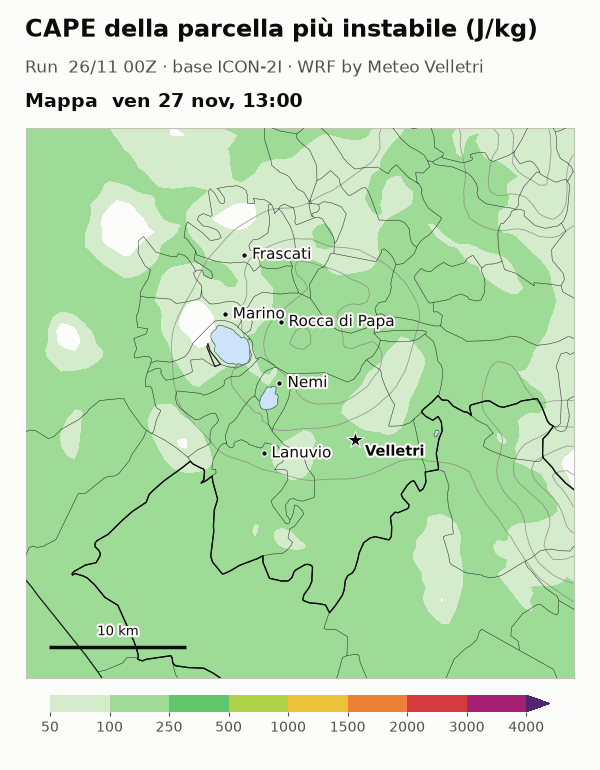 CAPE della parcella più instabile (J/kg)
Run  26/11 00Z · base ICON-2I · WRF by Meteo Velletri
Mappa  ven 27 nov, 13:00
Frascati
Marino
Rocca di Papa
Nemi
Velletri
Lanuvio
10 km
50 100 250 500 1000 1500 2000 3000 4000